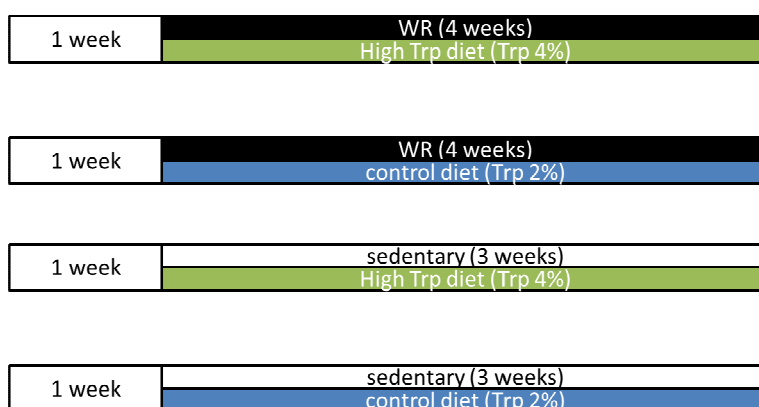 1 week
WR (4 weeks)
High Trp diet (Trp 4%)
1 week
WR (4 weeks)
control diet (Trp 2%)
1 week
sedentary (3 weeks)
High Trp diet (Trp 4%)
1 week
sedentary (3 weeks)
control diet (Trp 2%)